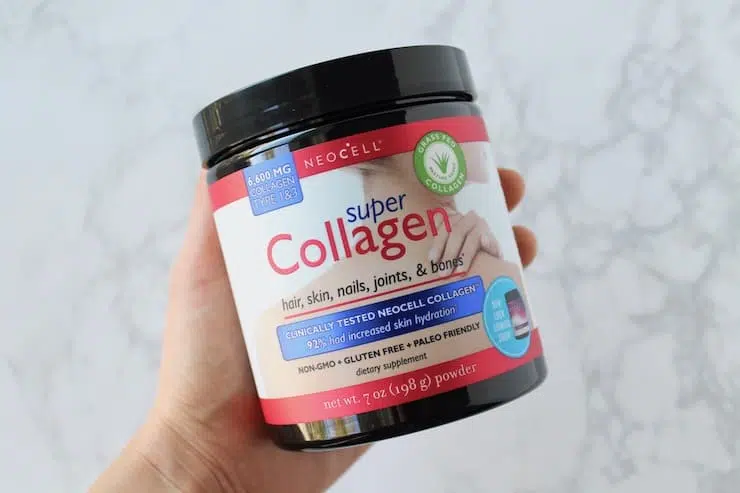 NEOCELL®
6,600 MG
COLLAGEN
TYPE 1&3
GRASS FED
COLLAGEN
super
Collagen
hair, skin, nails, joints, & bones*
CLINICALLY TESTED NEOCELL COLLAGEN™
92% had increased skin hydration
NON-GMO + GLUTEN FREE + PALEO FRIENDLY
dietary supplement
net wt. 7 oz (198 g) powder